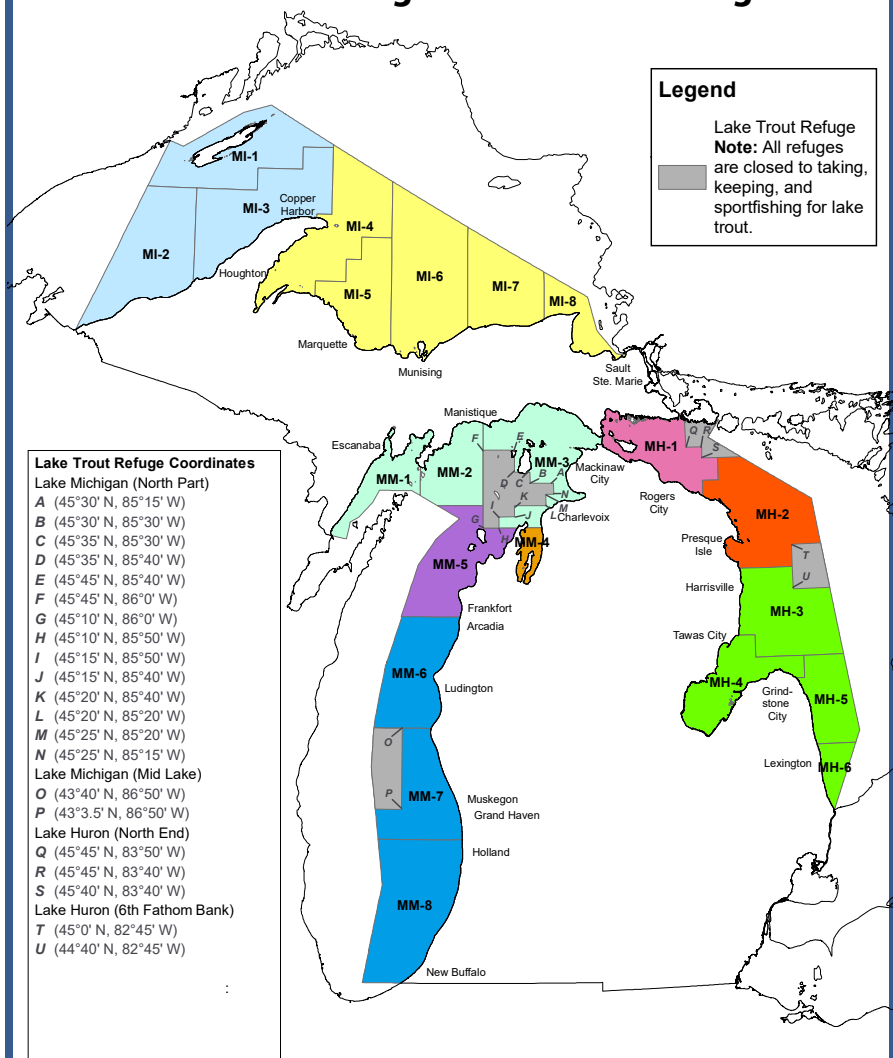 Legend
Lake Trout Refuge
Note: All refuges
are closed to taking,
keeping, and
sportfishing for lake
trout.
MI-1
MI-2
MI-3
Copper
Harbor
MI-4
Houghton
MI-5
MI-6
MI-7
MI-8
Marquette
Munising
Sault
Ste. Marie
Manistique
Escanaba
F
E
MM-1
MM-2
MM-3
D
C
B
A
K
N
M
I
J
L
G
H
Mackinaw
City
Charlevoix
MM-4
MM-5
Frankfort
Arcadia
MM-6
Ludington
O
P
MM-7
Muskegon
Grand Haven
Holland
MM-8
New Buffalo
MH-1
Q
R
S
Rogers
City
MH-2
Presque
Isle
T
U
Harrisville
MH-3
Tawas City
MH-4
Grind-
stone
City
MH-5
Lexington
MH-6
Lake Trout Refuge Coordinates
Lake Michigan (North Part)
A (45°30' N, 85°15' W)
B (45°30' N, 85°30' W)
C (45°35' N, 85°30' W)
D (45°35' N, 85°40' W)
E (45°45' N, 85°40' W)
F (45°45' N, 86°0' W)
G (45°10' N, 86°0' W)
H (45°10' N, 85°50' W)
I (45°15' N, 85°50' W)
J (45°15' N, 85°40' W)
K (45°20' N, 85°40' W)
L (45°20' N, 85°20' W)
M (45°25' N, 85°20' W)
N (45°25' N, 85°15' W)
Lake Michigan (Mid Lake)
O (43°40' N, 86°50' W)
P (43°3.5' N, 86°50' W)
Lake Huron (North End)
Q (45°45' N, 83°50' W)
R (45°45' N, 83°40' W)
S (45°40' N, 83°40' W)
Lake Huron (6th Fathom Bank)
T (45°0' N, 82°45' W)
U (44°40' N, 82°45' W)
: